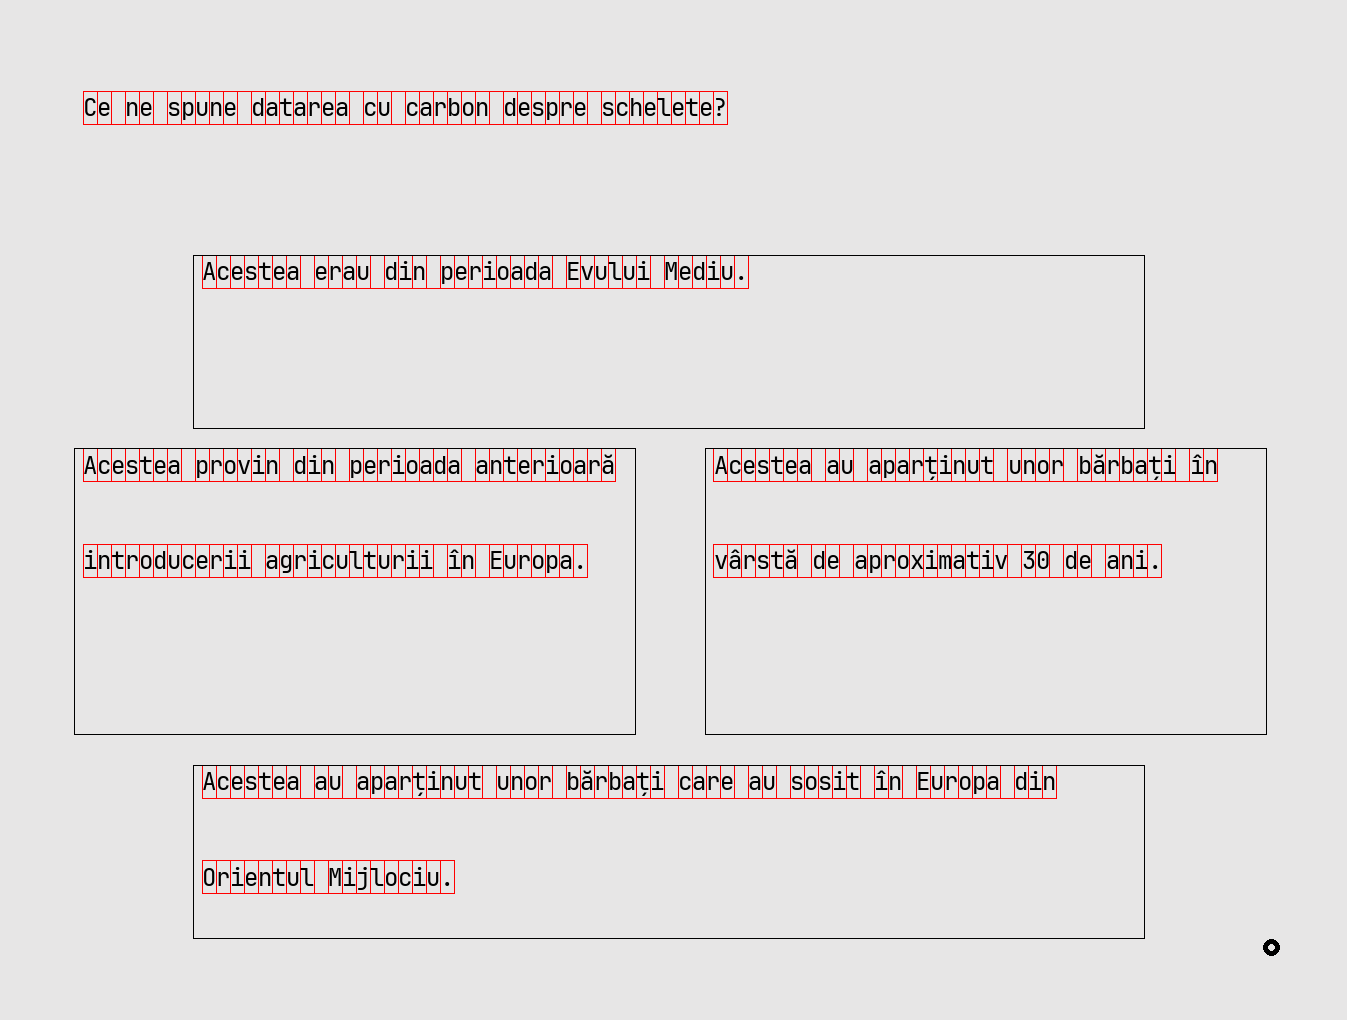 Ce ne spune datarea cu carbon despre schelete?
Acestea erau din perioada Evului Mediu.
Acestea provin din perioada anterioară
introducerii agriculturii în Europa.
Acestea au aparținut unor bărbați în
vârstă de aproximativ 30 de ani.
Acestea au aparținut unor bărbați care au sosit în Europa din
Orientul Mijlociu.